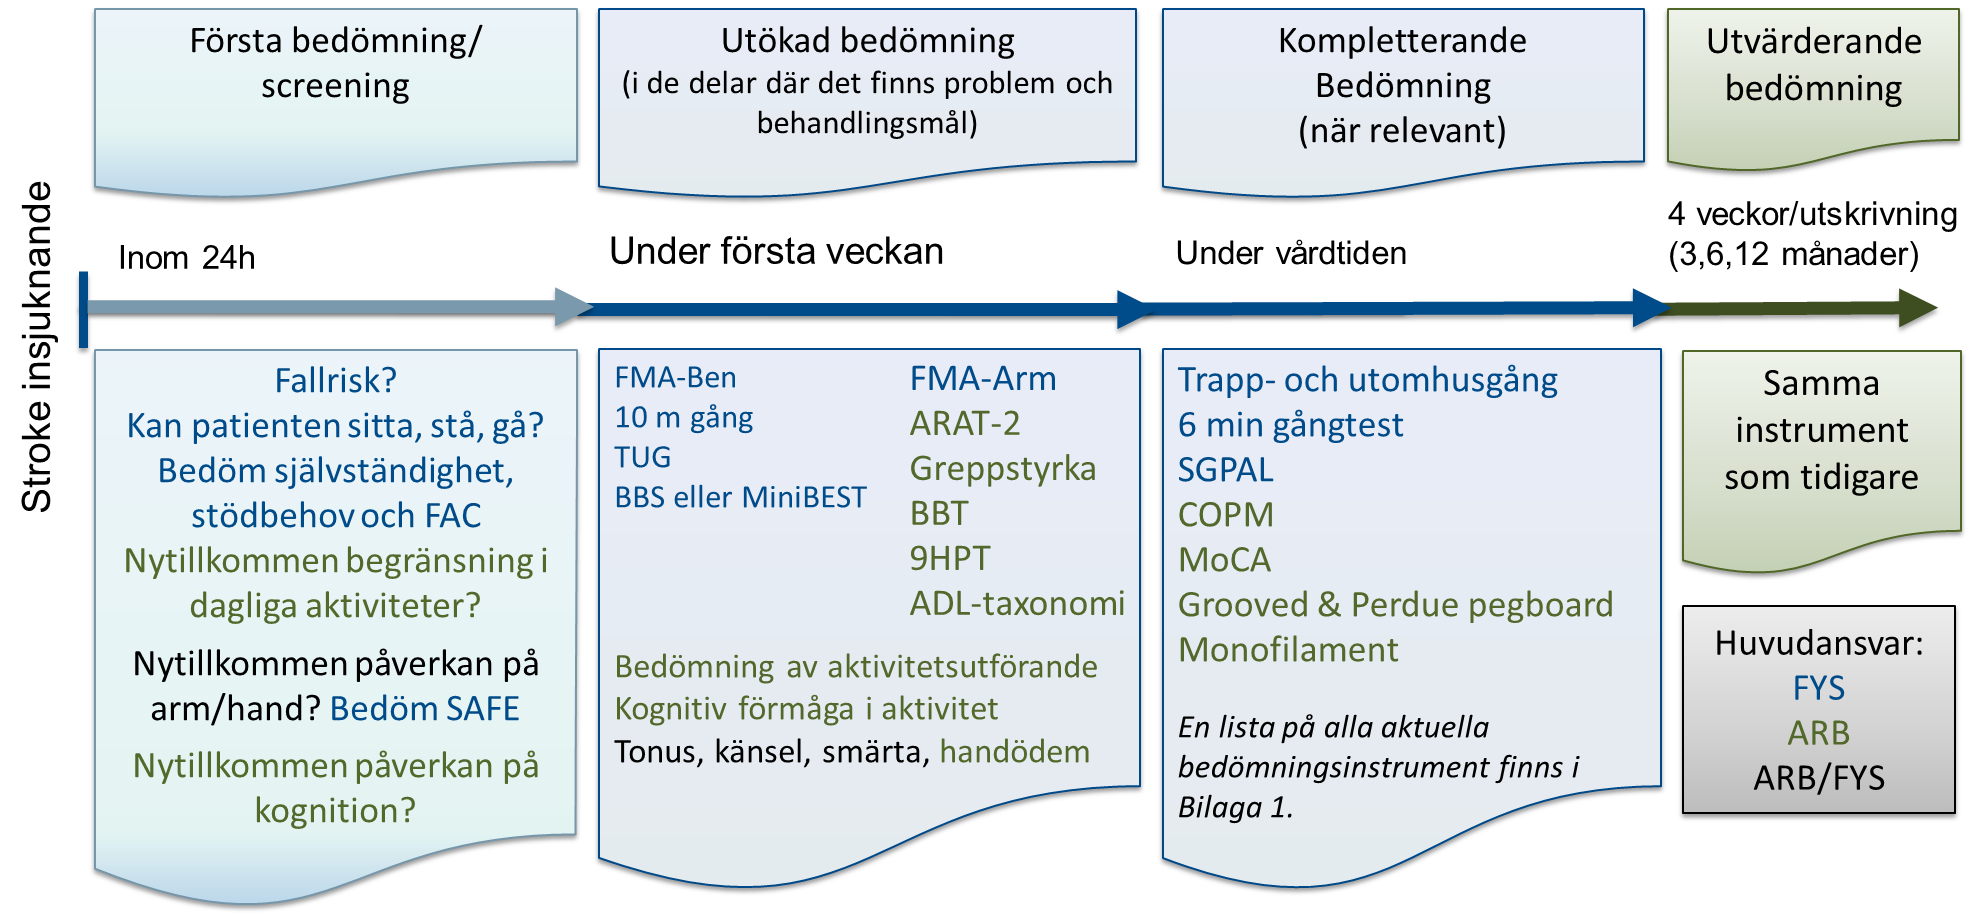 Första bedömning/
screening
Utökad bedömning
(i de delar där det finns problem och
behandlingsmål)
Kompletterande
Bedömning
(när relevant)
Utvärderande
bedömning
Stroke insjuknande
Inom 24h
Under första veckan
Under vårdtiden
4 veckor/utskrivning
(3,6,12 månader)
Fallrisk?
Kan patienten sitta, stå, gå?
Bedöm självständighet,
stödbehov och FAC
Nytillkommen begränsning i
dagliga aktiviteter?
Nytillkommen påverkan på
arm/hand? Bedöm SAFE
Nytillkommen påverkan på
kognition?
FMA-Ben
10 m gång
TUG
BBS eller MiniBEST
FMA-Arm
ARAT-2
Greppstyrka
BBT
9HPT
ADL-taxonomi
Bedömning av aktivitetsutförande
Kognitiv förmåga i aktivitet
Tonus, känsel, smärta, handödem
Trapp- och utomhusgång
6 min gångtest
SGPAL
COPM
MoCA
Grooved & Perdue pegboard
Monofilament
En lista på alla aktuella
bedömningsinstrument finns i
Bilaga 1.
Samma
instrument
som tidigare
Huvudansvar:
FYS
ARB
ARB/FYS